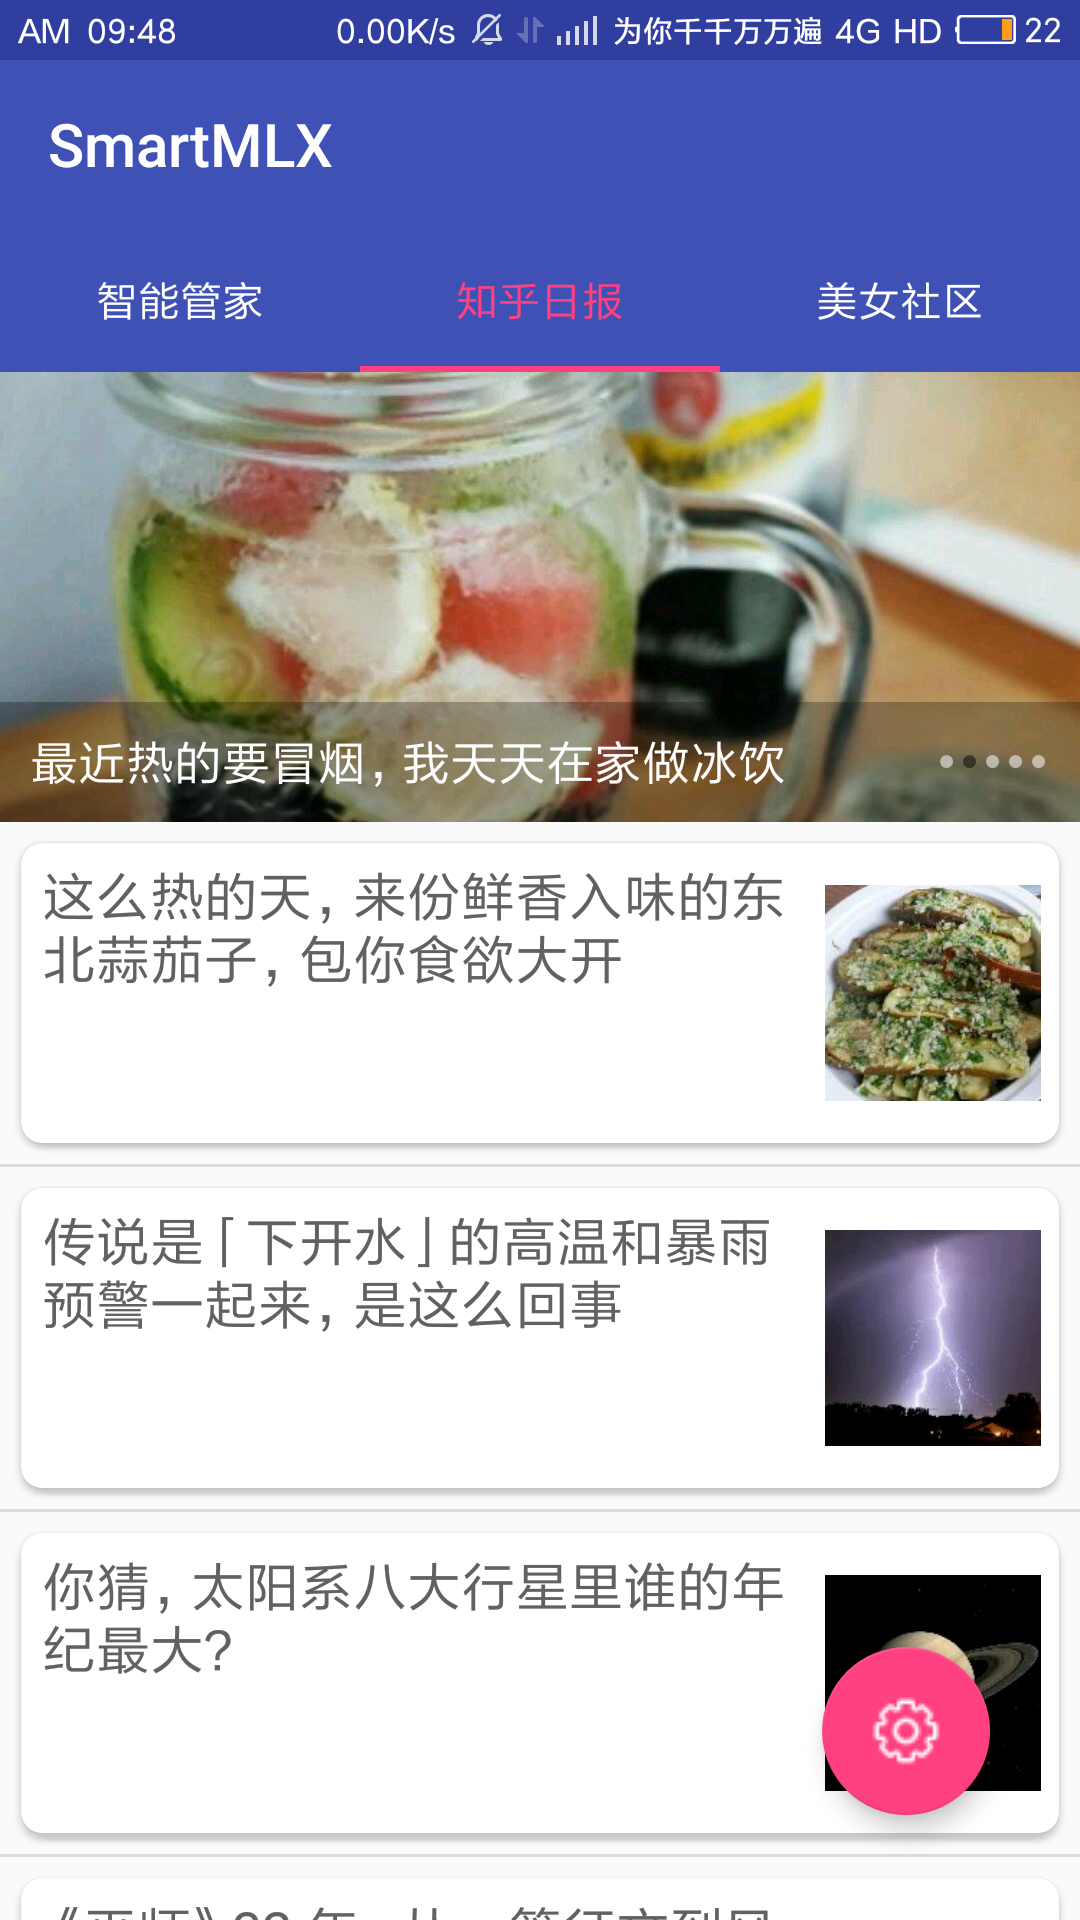 AM 09:48 0.00K/s 为你千千万万遍 4G HD 22
SmartMLX
智能管家 知乎日报 美女社区
最近热的要冒烟，我天天在家做冰饮
这么热的天，来份鲜香入味的东
北蒜茄子，包你食欲大开
传说是「下开水」的高温和暴雨
预警一起来，是这么回事
你猜，太阳系八大行星里谁的年
纪最大？